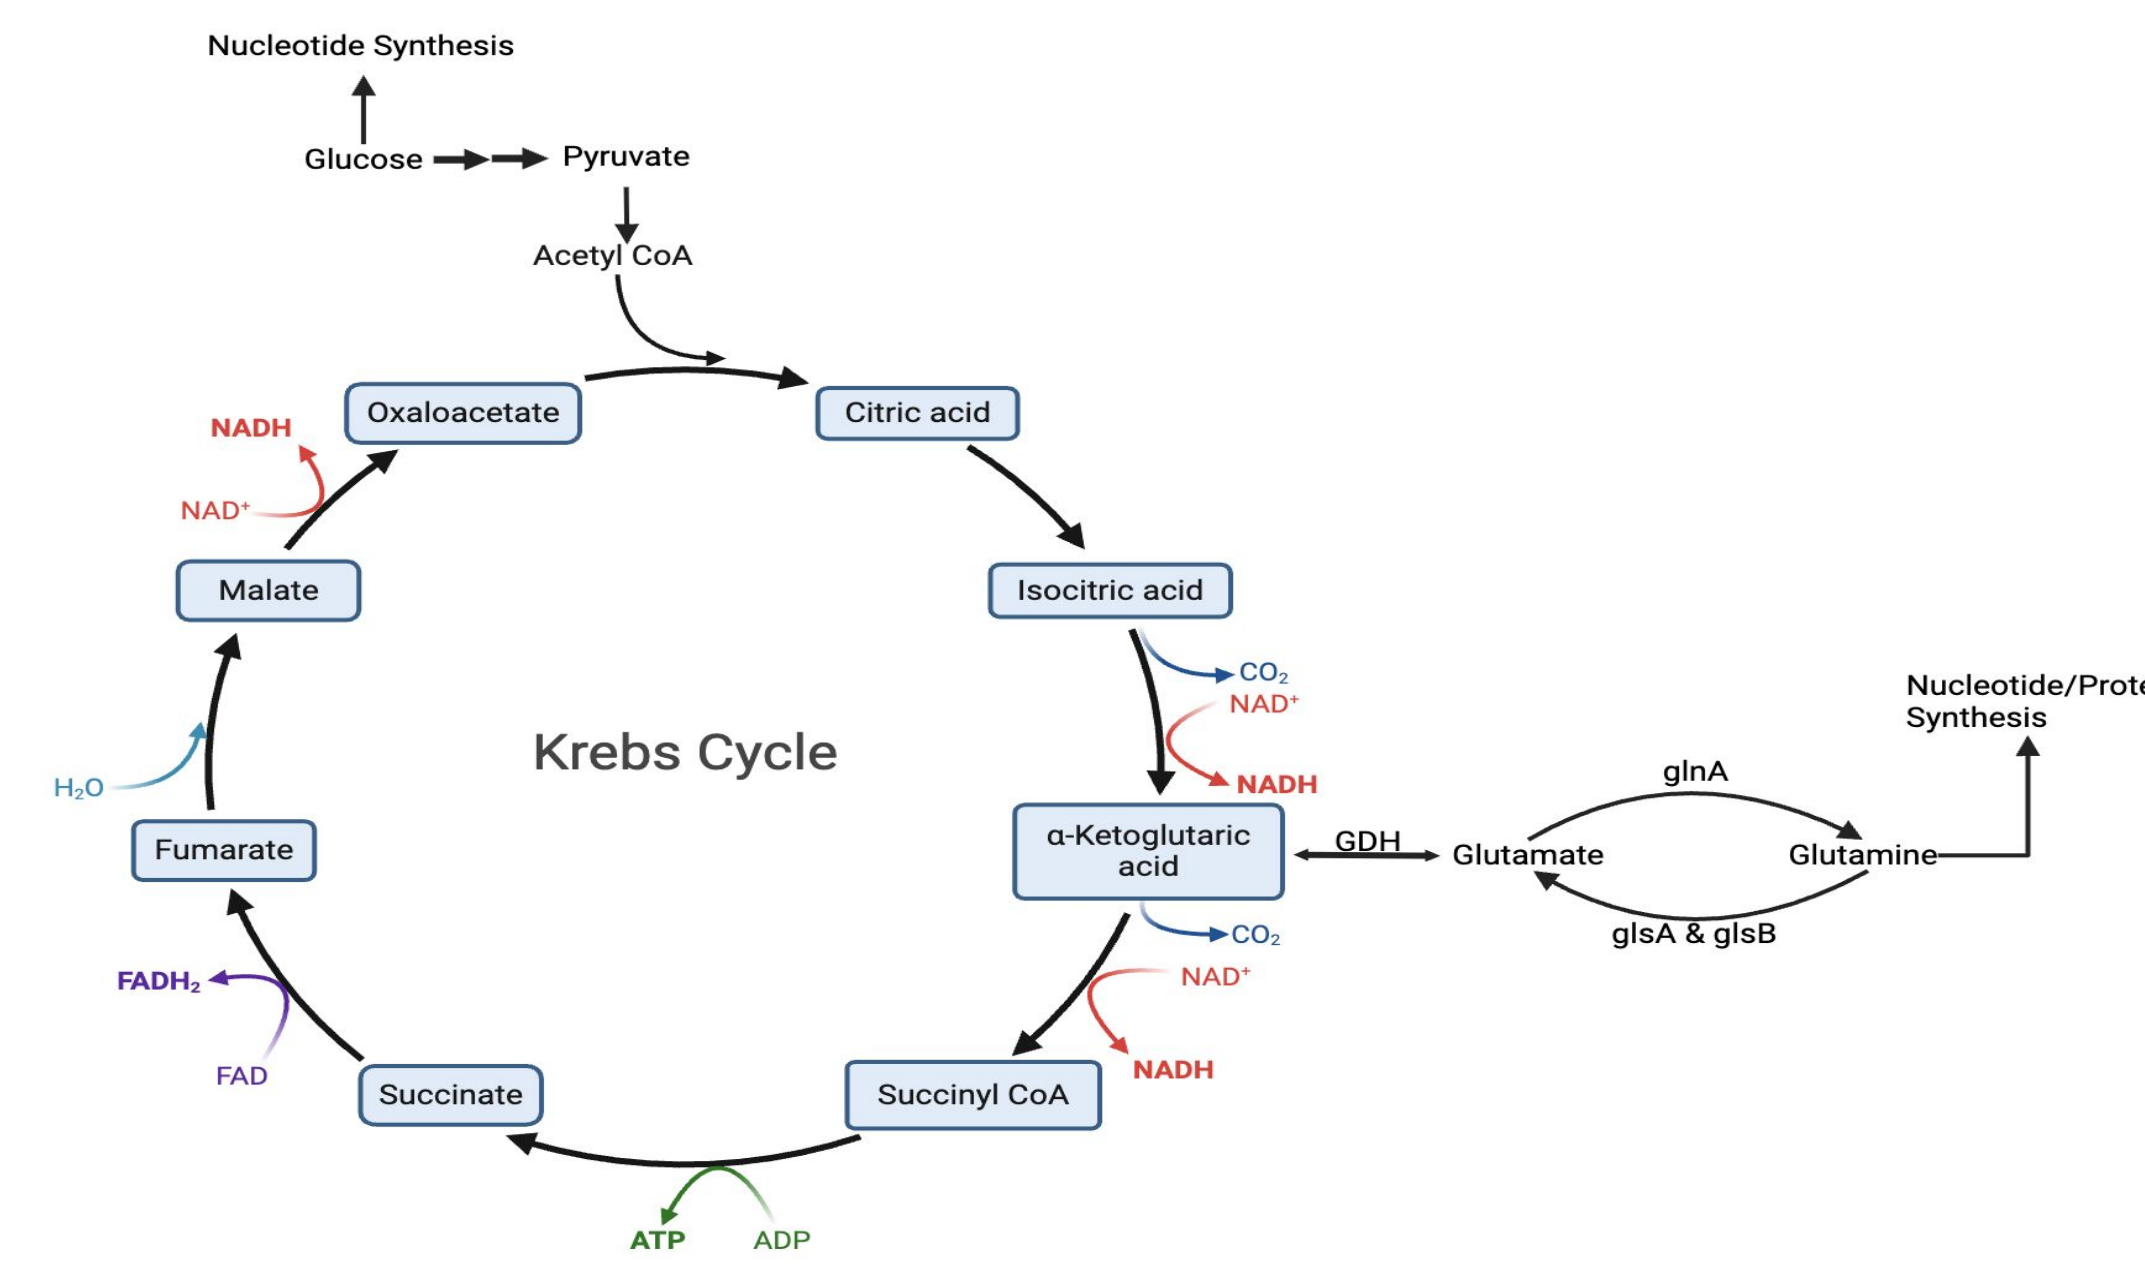 Nucleotide Synthesis
Glucose
Pyruvate
Acetyl CoA
Oxaloacetate
Citric acid
NADH
NAD⁺
Malate
Isocitric acid
CO₂
NAD⁺
NADH
Krebs Cycle
H₂O
Fumarate
α-Ketoglutaric
acid
GDH
Glutamate
glnA
Glutamine
glsA & glsB
Nucleotide/Prote
Synthesis
CO₂
NAD⁺
NADH
FADH₂
FAD
Succinate
Succinyl CoA
ATP
ADP